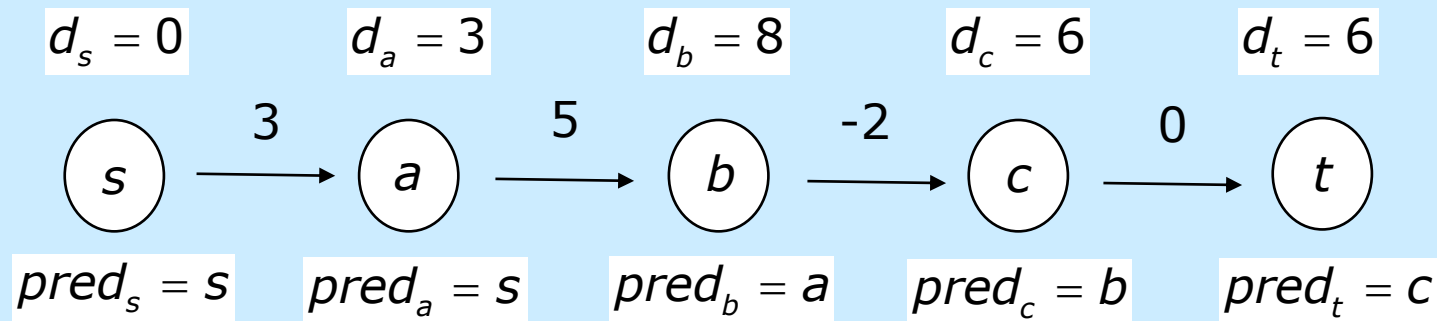 d_s = 0 d_a = 3 d_b = 8 d_c = 6 d_t = 6
3 5 -2 0
s a b c t
pred_s = s pred_a = s pred_b = a pred_c = b pred_t = c